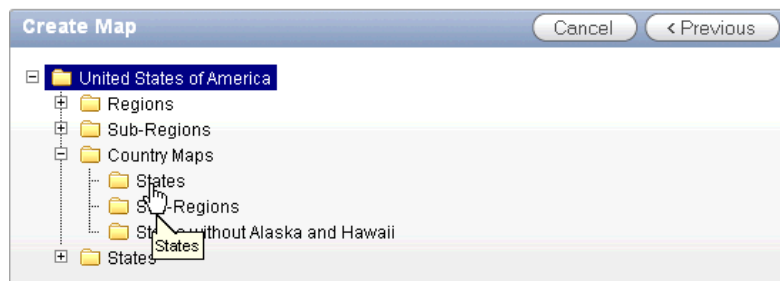 Create Map
Cancel
< Previous
United States of America
Regions
Sub-Regions
Country Maps
States
-Regions
without Alaska and Hawaii
States
States